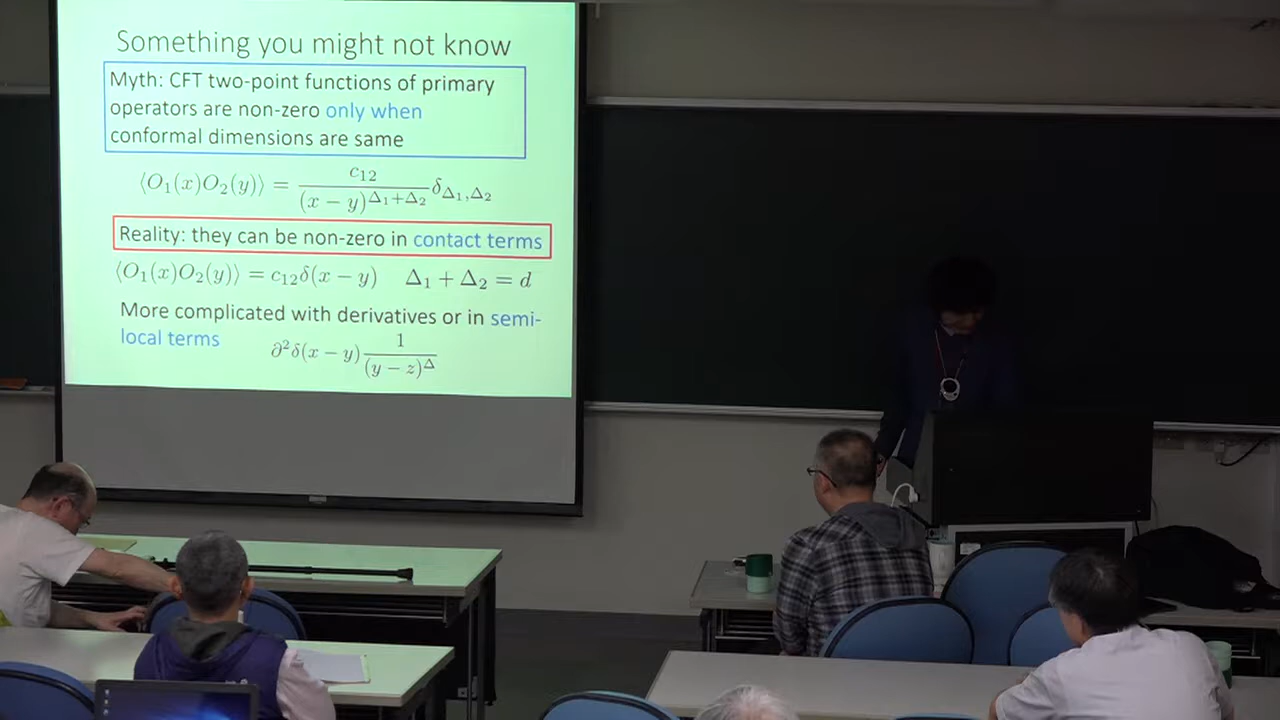 Something you might not know
Myth: CFT two-point functions of primary
operators are non-zero only when
conformal dimensions are same
⟨O₁(x)O₂(y)⟩ = c₁₂ / (x − y)^{Δ₁+Δ₂} δ_{Δ₁,Δ₂}
Reality: they can be non-zero in contact terms
⟨O₁(x)O₂(y)⟩ = c₁₂δ(x − y) Δ₁ + Δ₂ = d
More complicated with derivatives or in semi-
local terms
∂²δ(x − y) 1 / (y − z)^Δ